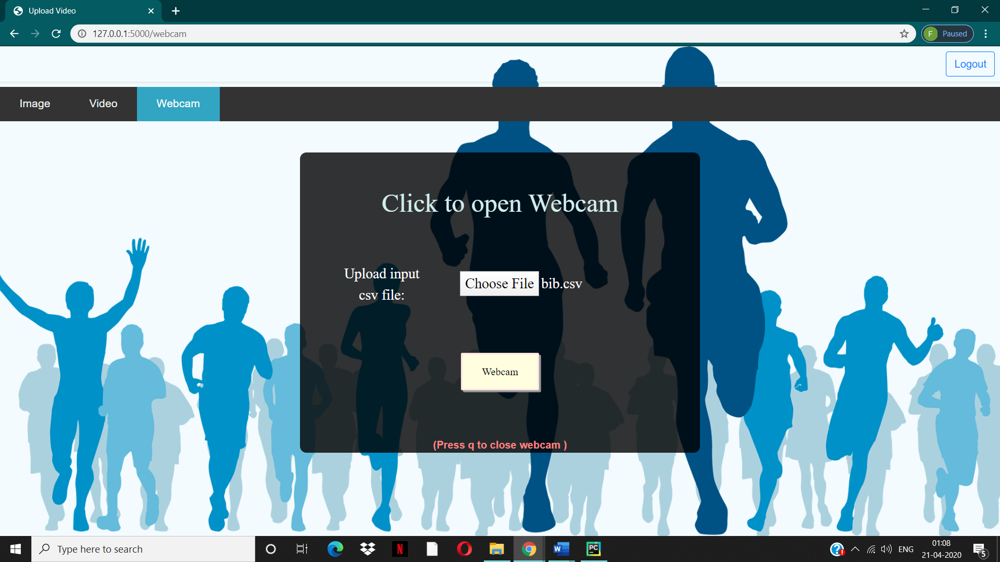 Upload Video
127.0.0.1:5000/webcam
F Paused
Logout
Image Video Webcam
Click to open Webcam
Upload input
csv file:
Choose File bib.csv
Webcam
(Press q to close webcam )
Type here to search
N
W
PC
ENG
01:08
21-04-2020
5